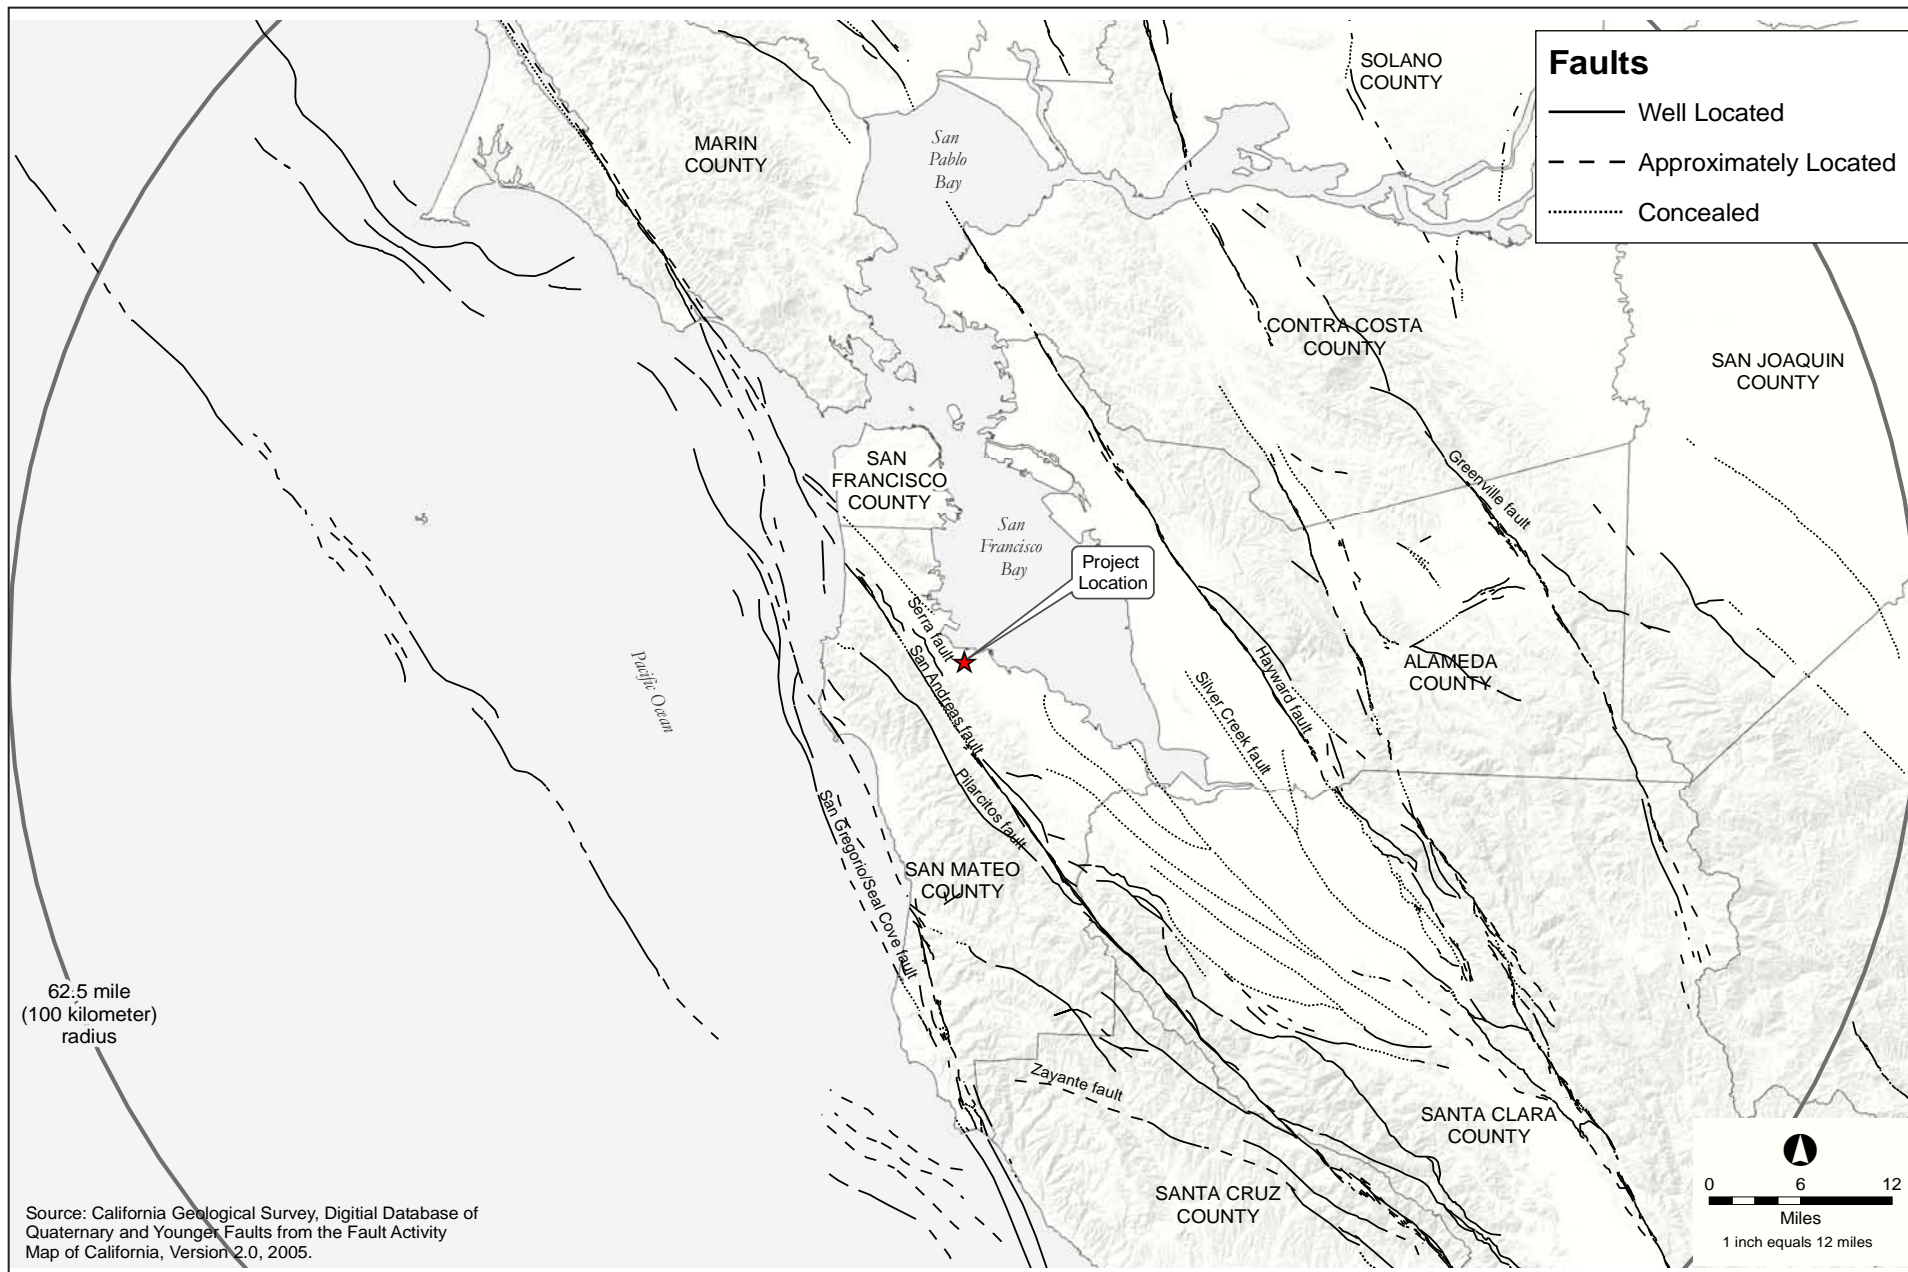 Faults
Well Located
Approximately Located
Concealed
SOLANO
COUNTY
MARIN
COUNTY
San
Pablo
Bay
CONTRA COSTA
COUNTY
SAN JOAQUIN
COUNTY
SAN
FRANCISCO
COUNTY
Greenville fault
San
Francisco
Bay
Project
Location
Serra fault
San Andreas fault
Hayward fault
Silver Creek fault
ALAMEDA
COUNTY
Pacific Ocean
Pilarcitos fault
San Gregorio/Seal Cove fault
SAN MATEO
COUNTY
62.5 mile
(100 kilometer)
radius
Zayante fault
SANTA CLARA
COUNTY
SANTA CRUZ
COUNTY
0 6 12
Miles
1 inch equals 12 miles
Source: California Geological Survey, Digitial Database of
Quaternary and Younger Faults from the Fault Activity
Map of California, Version 2.0, 2005.